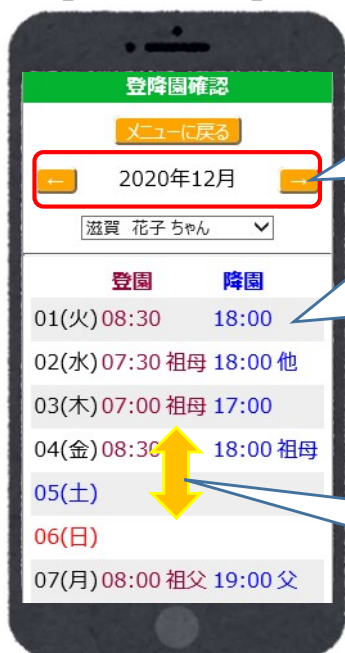 登降園確認
メニューに戻る
← 2020年12月 →
滋賀 花子 ちゃん
登園 降園
01(火) 08:30 18:00
02(水) 07:30 祖母 18:00 他
03(木) 07:00 祖母 17:00
04(金) 08:30 18:00 祖母
05(土)
06(日)
07(月) 08:00 祖父 19:00 父